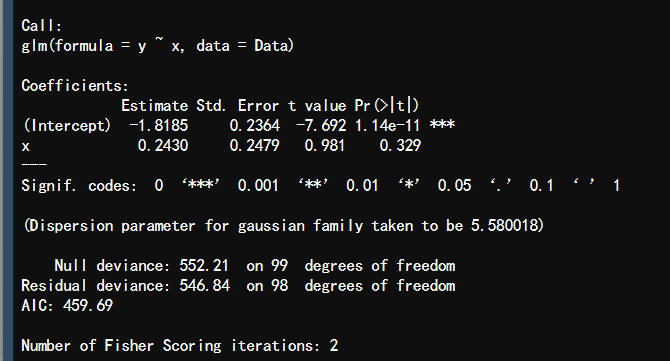 Call:
glm(formula = y ~ x, data = Data)
Coefficients:
Estimate Std. Error t value Pr(>|t|)
(Intercept) -1.8185 0.2364 -7.692 1.14e-11 ***
x 0.2430 0.2479 0.981 0.329
---
Signif. codes: 0 ‘***’ 0.001 ‘**’ 0.01 ‘*’ 0.05 ‘.’ 0.1 ‘ ’ 1
(Dispersion parameter for gaussian family taken to be 5.580018)
Null deviance: 552.21 on 99 degrees of freedom
Residual deviance: 546.84 on 98 degrees of freedom
AIC: 459.69
Number of Fisher Scoring iterations: 2